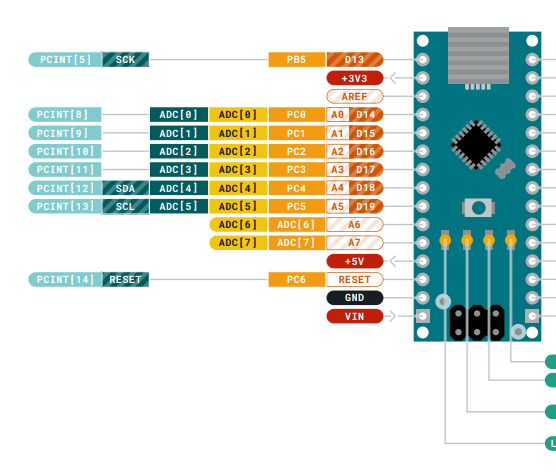 PCINT[5] SCK PB5 D13
+3V3
AREF
PCINT[8] ADC[0] ADC[0] PC0 A0 D14
PCINT[9] ADC[1] ADC[1] PC1 A1 D15
PCINT[10] ADC[2] ADC[2] PC2 A2 D16
PCINT[11] ADC[3] ADC[3] PC3 A3 D17
PCINT[12] SDA ADC[4] ADC[4] PC4 A4 D18
PCINT[13] SCL ADC[5] ADC[5] PC5 A5 D19
ADC[6] ADC[6] A6
ADC[7] ADC[7] A7
+5V
PCINT[14] RESET PC6 RESET
GND
VIN
L